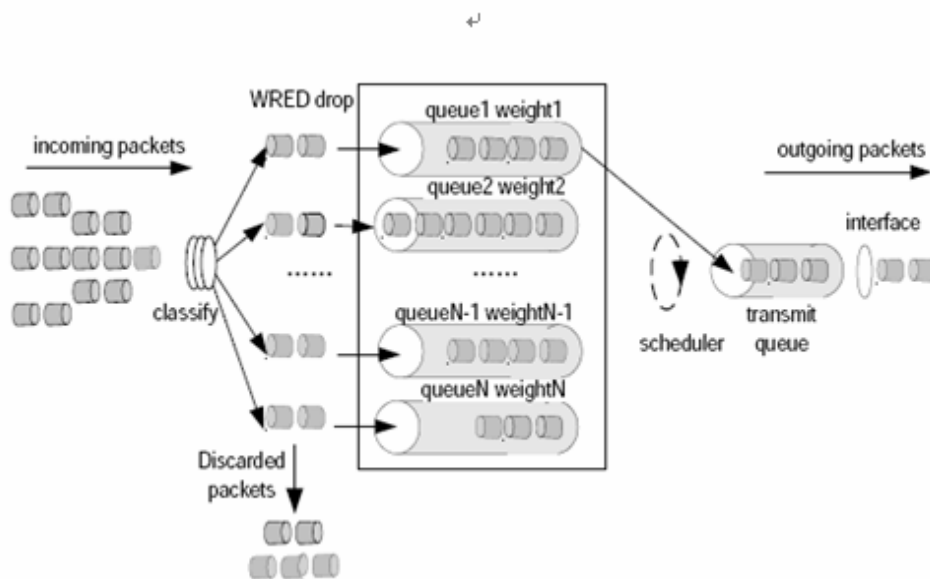 WRED drop
queue1 weight1
incoming packets
outgoing packets
queue2 weight2
interface
......
......
classify
queueN-1 weightN-1
scheduler
transmit
queue
queueN weightN
Discarded
packets